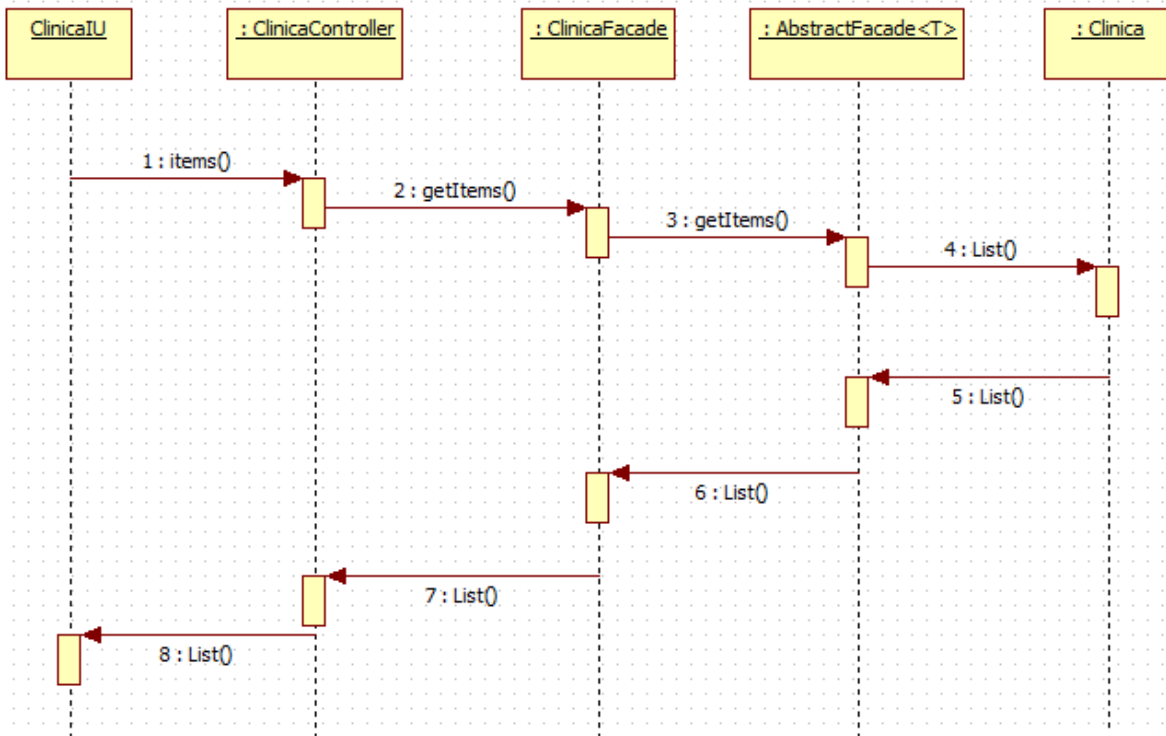 ClinicaIU
: ClinicaController
: ClinicaFacade
: AbstractFacade<T>
: Clinica
1 : items()
2 : getItems()
3 : getItems()
4 : List()
5 : List()
6 : List()
7 : List()
8 : List()